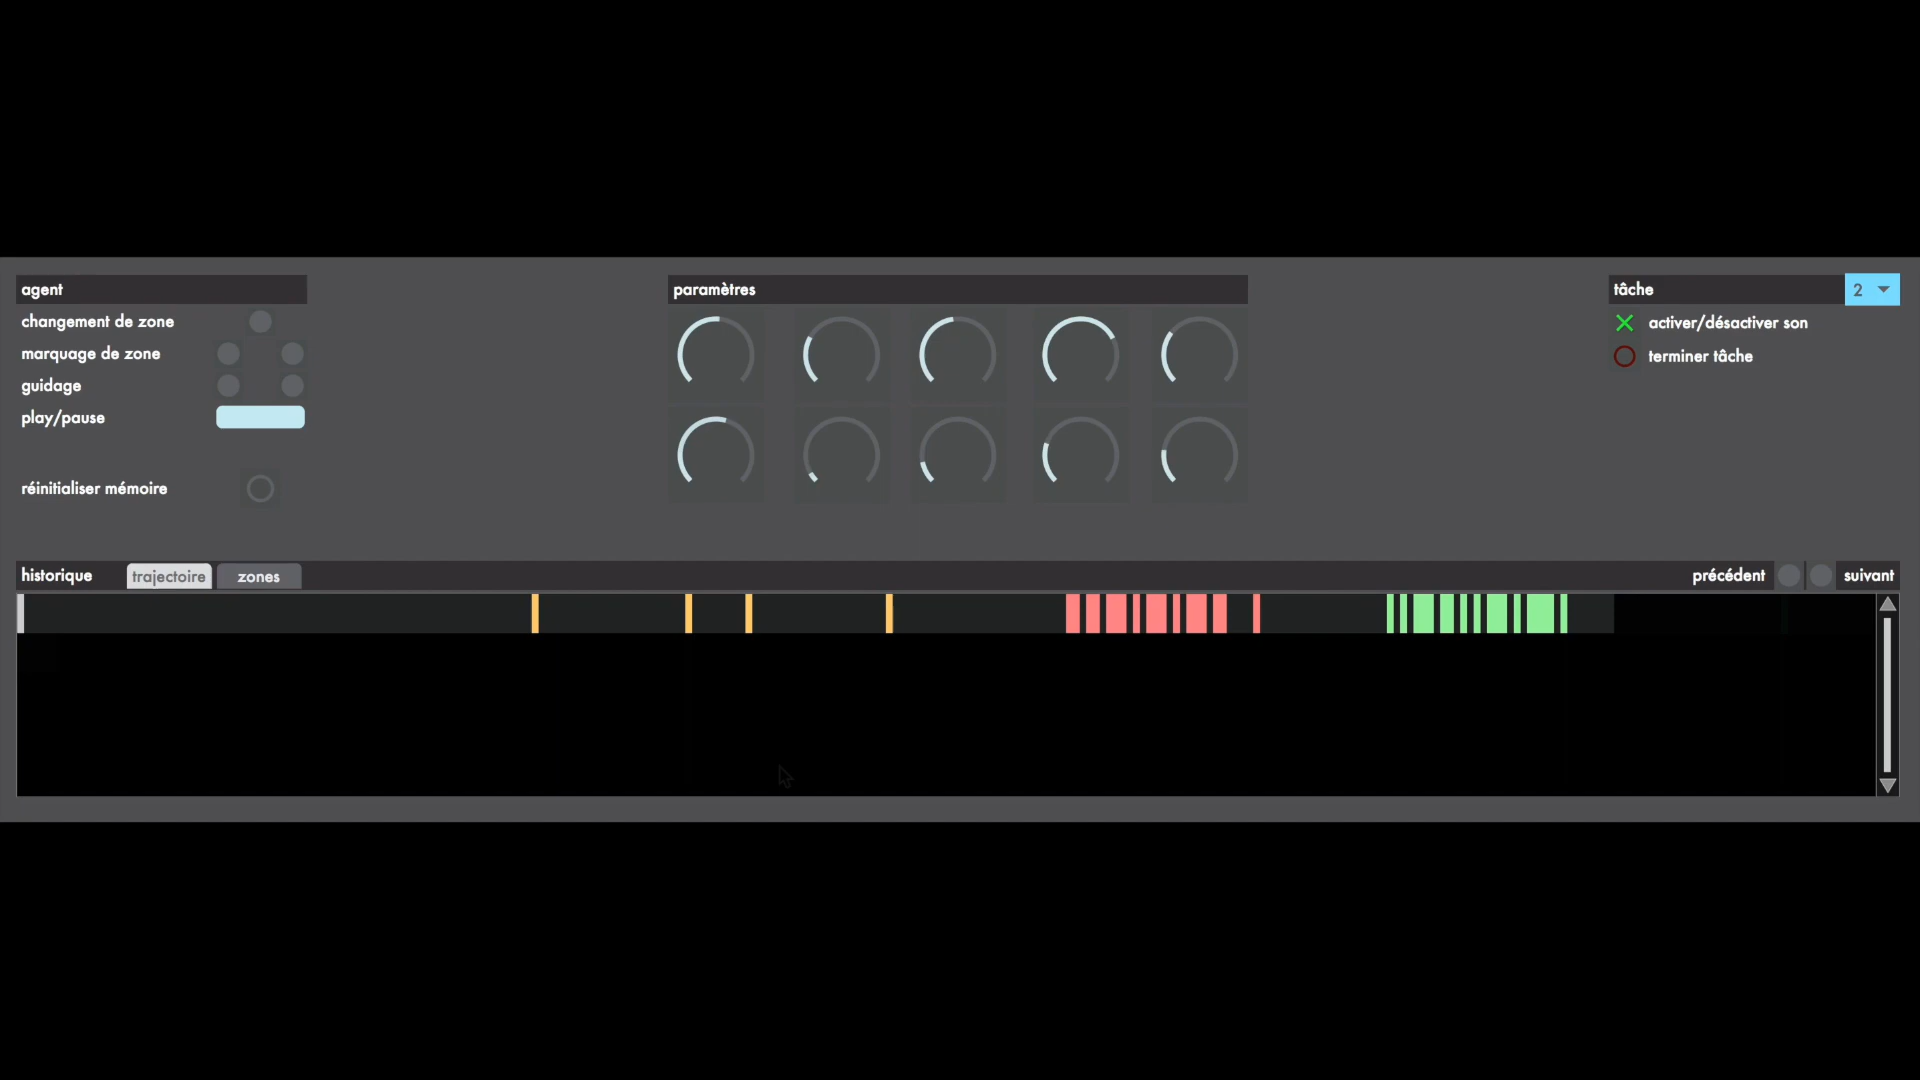 agent
changement de zone
marquage de zone
guidage
play/pause
réinitialiser mémoire
paramètres
tâche 2
activer/désactiver son
terminer tâche
historique trajectoire zones précédent suivant